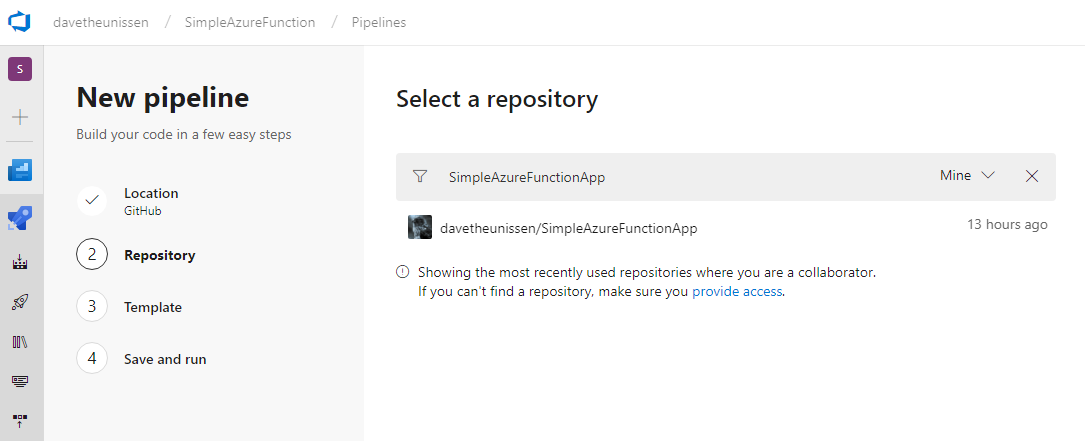 davetheunissen / SimpleAzureFunction / Pipelines
S
New pipeline
Build your code in a few easy steps
Location
GitHub
2 Repository
3 Template
4 Save and run
Select a repository
SimpleAzureFunctionApp Mine
davetheunissen/SimpleAzureFunctionApp 13 hours ago
Showing the most recently used repositories where you are a collaborator.
If you can't find a repository, make sure you provide access.